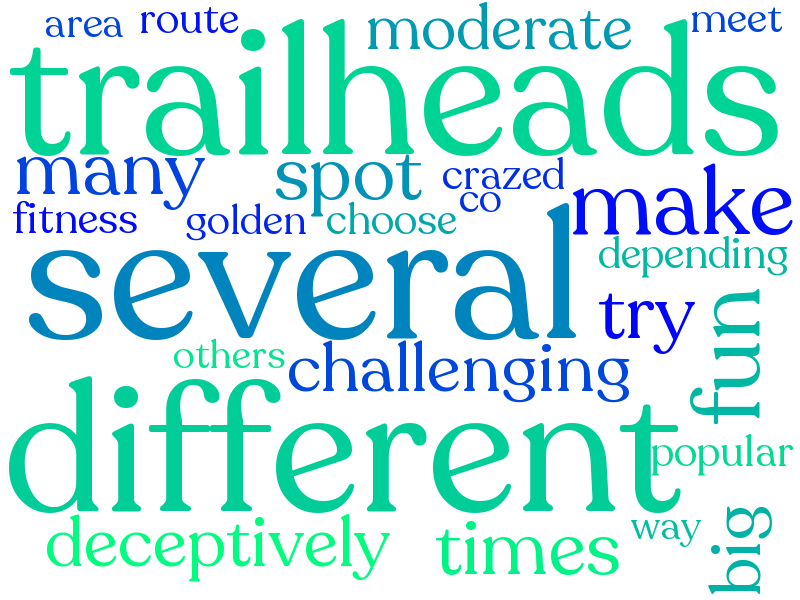 area route moderate meet
trailheads
many spot crazed make
fitness golden choose co
several depending
try
fun
others challenging
different
popular
deceptively times way
big